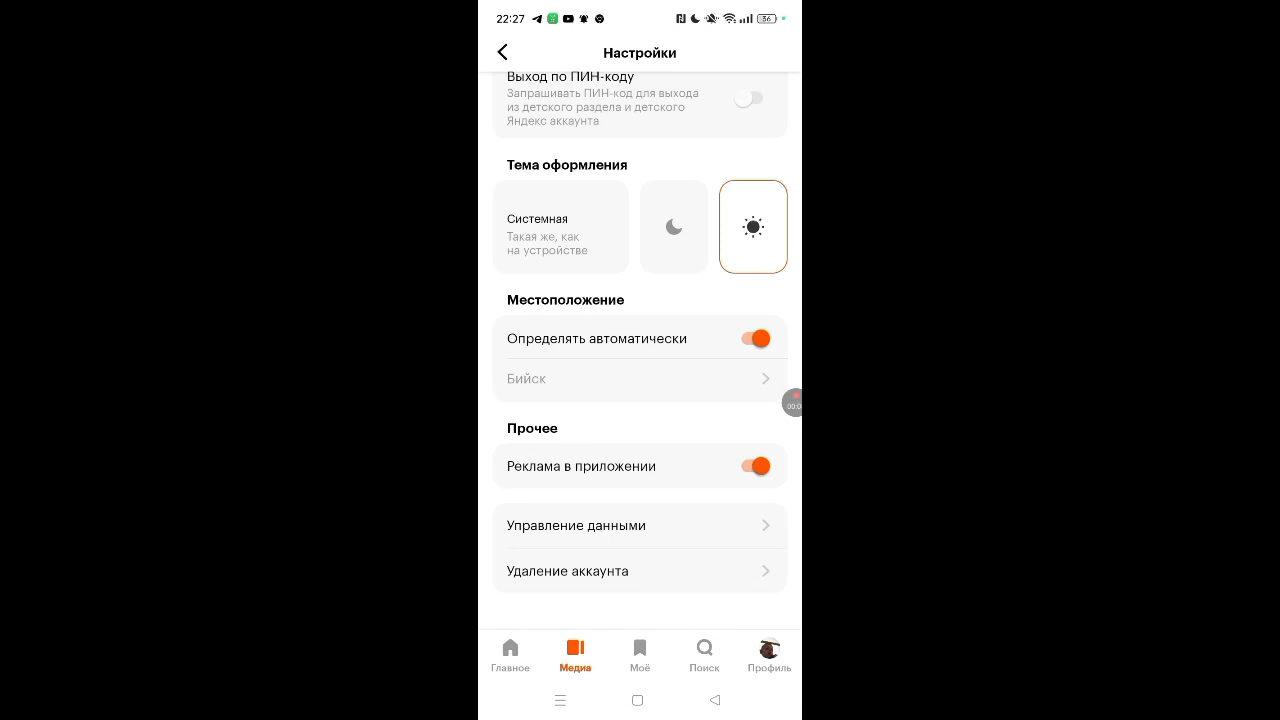 22:27
36
Настройки
Выход по ПИН-коду
Запрашивать ПИН-код для выхода
из детского раздела и детского
Яндекс аккаунта
Тема оформления
Системная
Такая же, как
на устройстве
Местоположение
Определять автоматически
Бийск
Прочее
Реклама в приложении
Управление данными
Удаление аккаунта
Главное Медиа Моё Поиск Профиль